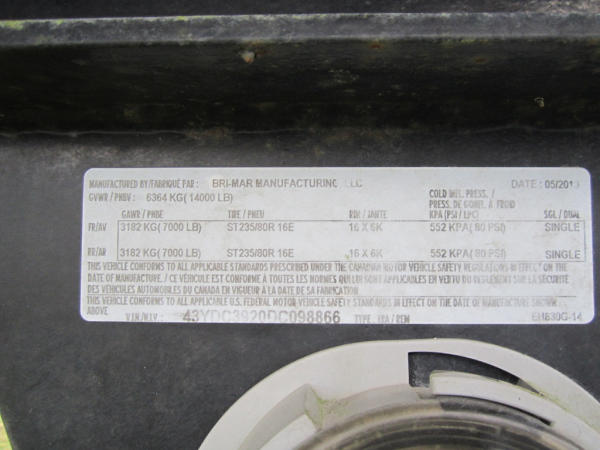 MANUFACTURED BY/FABRIQUÉ PAR : BRI-MAR MANUFACTURING LLC DATE : 05/2013
GVWR / PNBV : 6364 KG( 14000 LB) COLD INFL. PRESS. /
PRESS. DE GONFL. A FROID
GAWR / PNBE TIRE / PNEU RIM / JANTE KPA (PSI / LPC) SGL / DUAL
FR/AV 3182 KG( 7000 LB) ST235/80R 16E 16 X 6K 552 KPA( 80 PSI) SINGLE
RR/AR 3182 KG( 7000 LB) ST235/80R 16E 16 X 6K 552 KPA( 80 PSI) SINGLE
THIS VEHICLE CONFORMS TO ALL APPLICABLE STANDARDS PRESCRIBED UNDER THE CANADIAN MOTOR VEHICLE SAFETY REGULATIONS IN EFFECT ON THE
DATE OF MANUFACTURE. / CE VÉHICULE EST CONFORME A TOUTES LES NORMES QUI LUI SONT APPLICABLES EN VERTU DU RÈGLEMENT SUR LA SÉCURITÉ
DES VÉHICULES AUTOMOBILES DU CANADA EN VIGUEUR À LA DATE DE SA FABRICATION
THIS VEHICLE CONFORMS TO ALL APPLICABLE U.S. FEDERAL MOTOR VEHICLE SAFETY STANDARDS IN EFFECT ON THE DATE OF MANUFACTURE SHOWN
ABOVE
V.I.N./N.I.V. : 43YDC3920DC098866 TYPE : TRA / REM EH830G-14